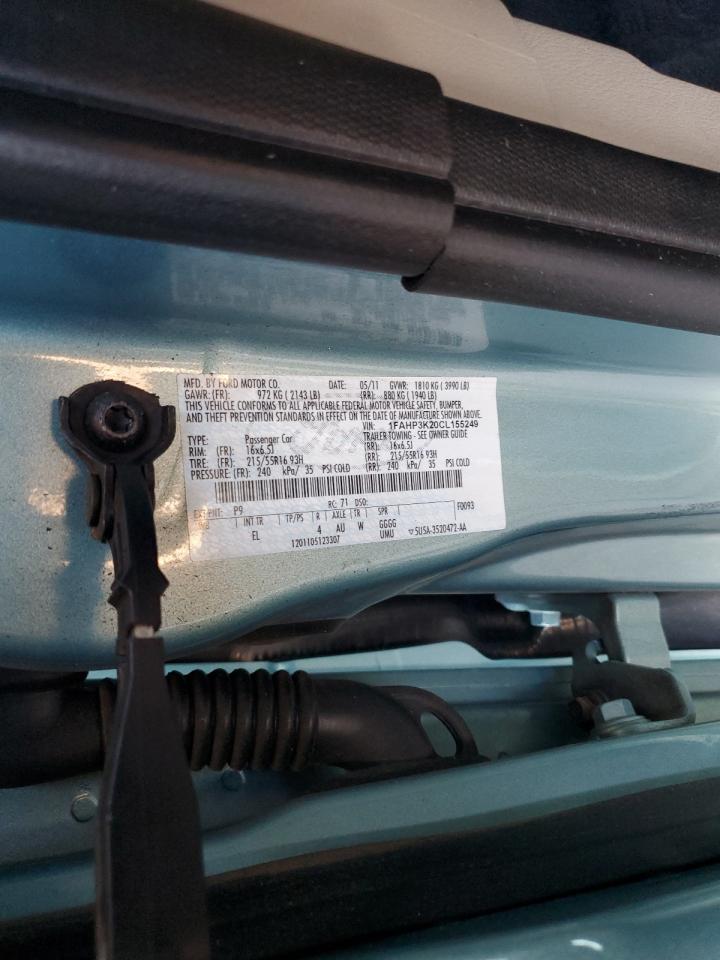 MFD. BY FORD MOTOR CO. DATE: 05/11 GVWR: 1810 KG ( 3990 LB)
GAWR:(FR): 972 KG ( 2143 LB) (RR): 880 KG ( 1940 LB)
THIS VEHICLE CONFORMS TO ALL APPLICABLE FEDERAL MOTOR VEHICLE SAFETY, BUMPER,
AND THEFT PREVENTION STANDARDS IN EFFECT ON THE DATE OF MANUFACTURE SHOWN ABOVE.
VIN: 1FAHP3K20CL155249
TYPE: Passenger Car TRAILER TOWING - SEE OWNERS MANUAL
RIM: (FR): 16x6.5J (RR): 16x6.5J
TIRE: (FR): 215/55R16 93H (RR): 215/55R16 93H
PRESSURE: (FR): 240 kPa/ 35 PSI COLD (RR): 240 kPa/ 35 PSI COLD
EXT PNT: P9 RC: 71 DSO: F0093
INT TR TP/PS R AXLE TR SPR
EL 4 AU W GGGG
UMU 5U5A-3520472-AA
1201105123307